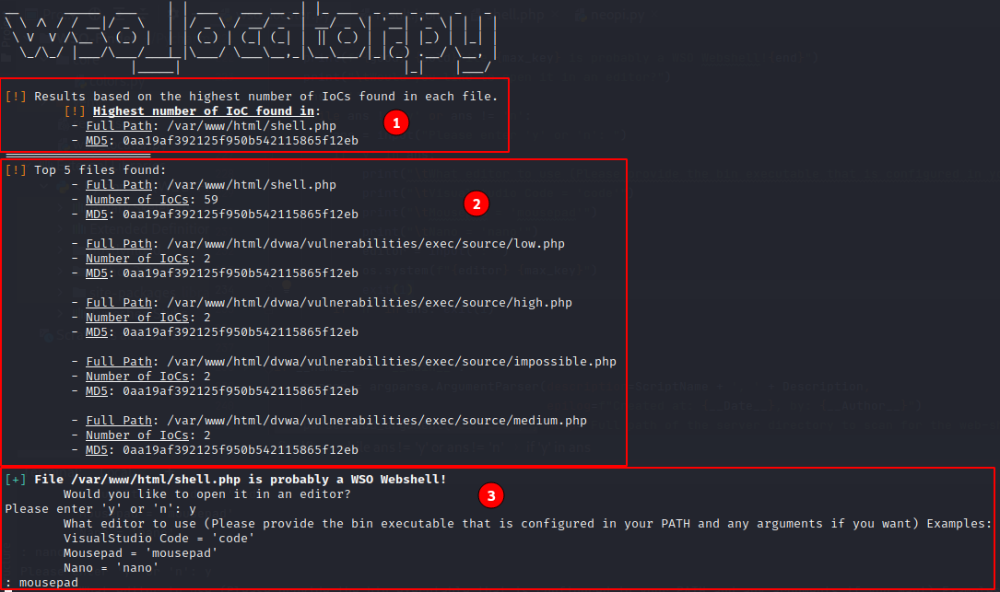 wso_locator.py
[!] Results based on the highest number of IoCs found in each file.
[!] Highest number of IoC found in:
- Full Path: /var/www/html/shell.php
- MD5: 0aa19af392125f950b542115865f12eb
1
[!] Top 5 files found:
- Full Path: /var/www/html/shell.php
- Number of IoCs: 59
- MD5: 0aa19af392125f950b542115865f12eb
2
- Full Path: /var/www/html/dvwa/vulnerabilities/exec/source/low.php
- Number of IoCs: 2
- MD5: 0aa19af392125f950b542115865f12eb
- Full Path: /var/www/html/dvwa/vulnerabilities/exec/source/high.php
- Number of IoCs: 2
- MD5: 0aa19af392125f950b542115865f12eb
- Full Path: /var/www/html/dvwa/vulnerabilities/exec/source/impossible.php
- Number of IoCs: 2
- MD5: 0aa19af392125f950b542115865f12eb
- Full Path: /var/www/html/dvwa/vulnerabilities/exec/source/medium.php
- Number of IoCs: 2
- MD5: 0aa19af392125f950b542115865f12eb
[+] File /var/www/html/shell.php is probably a WSO Webshell!
Would you like to open it in an editor?
3
Please enter 'y' or 'n': y
What editor to use (Please provide the bin executable that is configured in your PATH and any arguments if you want) Examples:
VisualStudio Code = 'code'
Mousepad = 'mousepad'
Nano = 'nano'
: mousepad